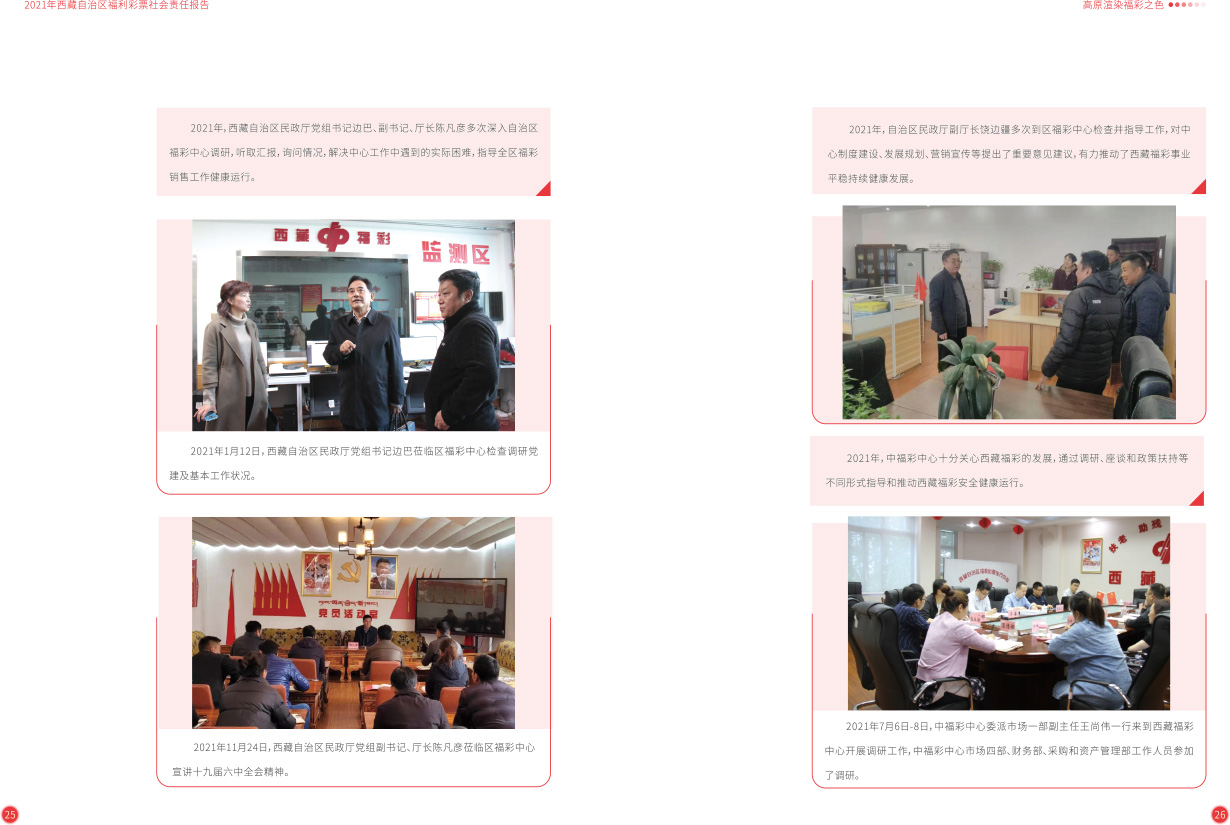 2021年西藏自治区福利彩票社会责任报告
高原渲染福彩之色
2021年,西藏自治区民政厅党组书记边巴、副书记、厅长陈凡彦多次深入自治区
福彩中心调研,听取汇报,询问情况,解决中心工作中遇到的实际困难,指导全区福彩
销售工作健康运行。
西藏 福彩
监测区
2021年1月12日,西藏自治区民政厅党组书记边巴莅临区福彩中心检查调研党
建及基本工作状况。
党员活动室
2021年11月24日,西藏自治区民政厅党组副书记、厅长陈凡彦莅临区福彩中心
宣讲十九届六中全会精神。
25
2021年,自治区民政厅副厅长饶边疆多次到区福彩中心检查并指导工作,对中
心制度建设、发展规划、营销宣传等提出了重要意见建议,有力推动了西藏福彩事业
平稳持续健康发展。
2021年,中福彩中心十分关心西藏福彩的发展,通过调研、座谈和政策扶持等
不同形式指导和推动西藏福彩安全健康运行。
扶老 助残
西藏
2021年7月6日-8日,中福彩中心委派市场一部副主任王尚伟一行来到西藏福彩
中心开展调研工作,中福彩中心市场四部、财务部、采购和资产管理部工作人员参加
了调研。
26